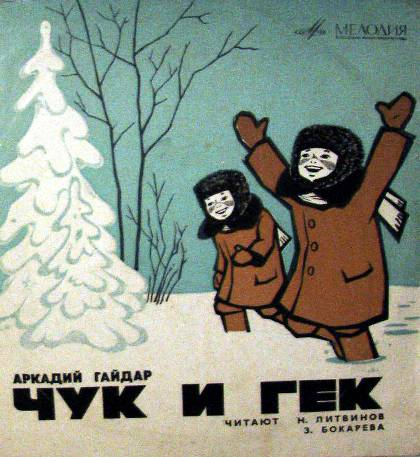 МЕЛОДИЯ
АРКАДИЙ ГАЙДАР
ЧУК И ГЕК
ЧИТАЮТ Н. ЛИТВИНОВ
З. БОКАРЕВА